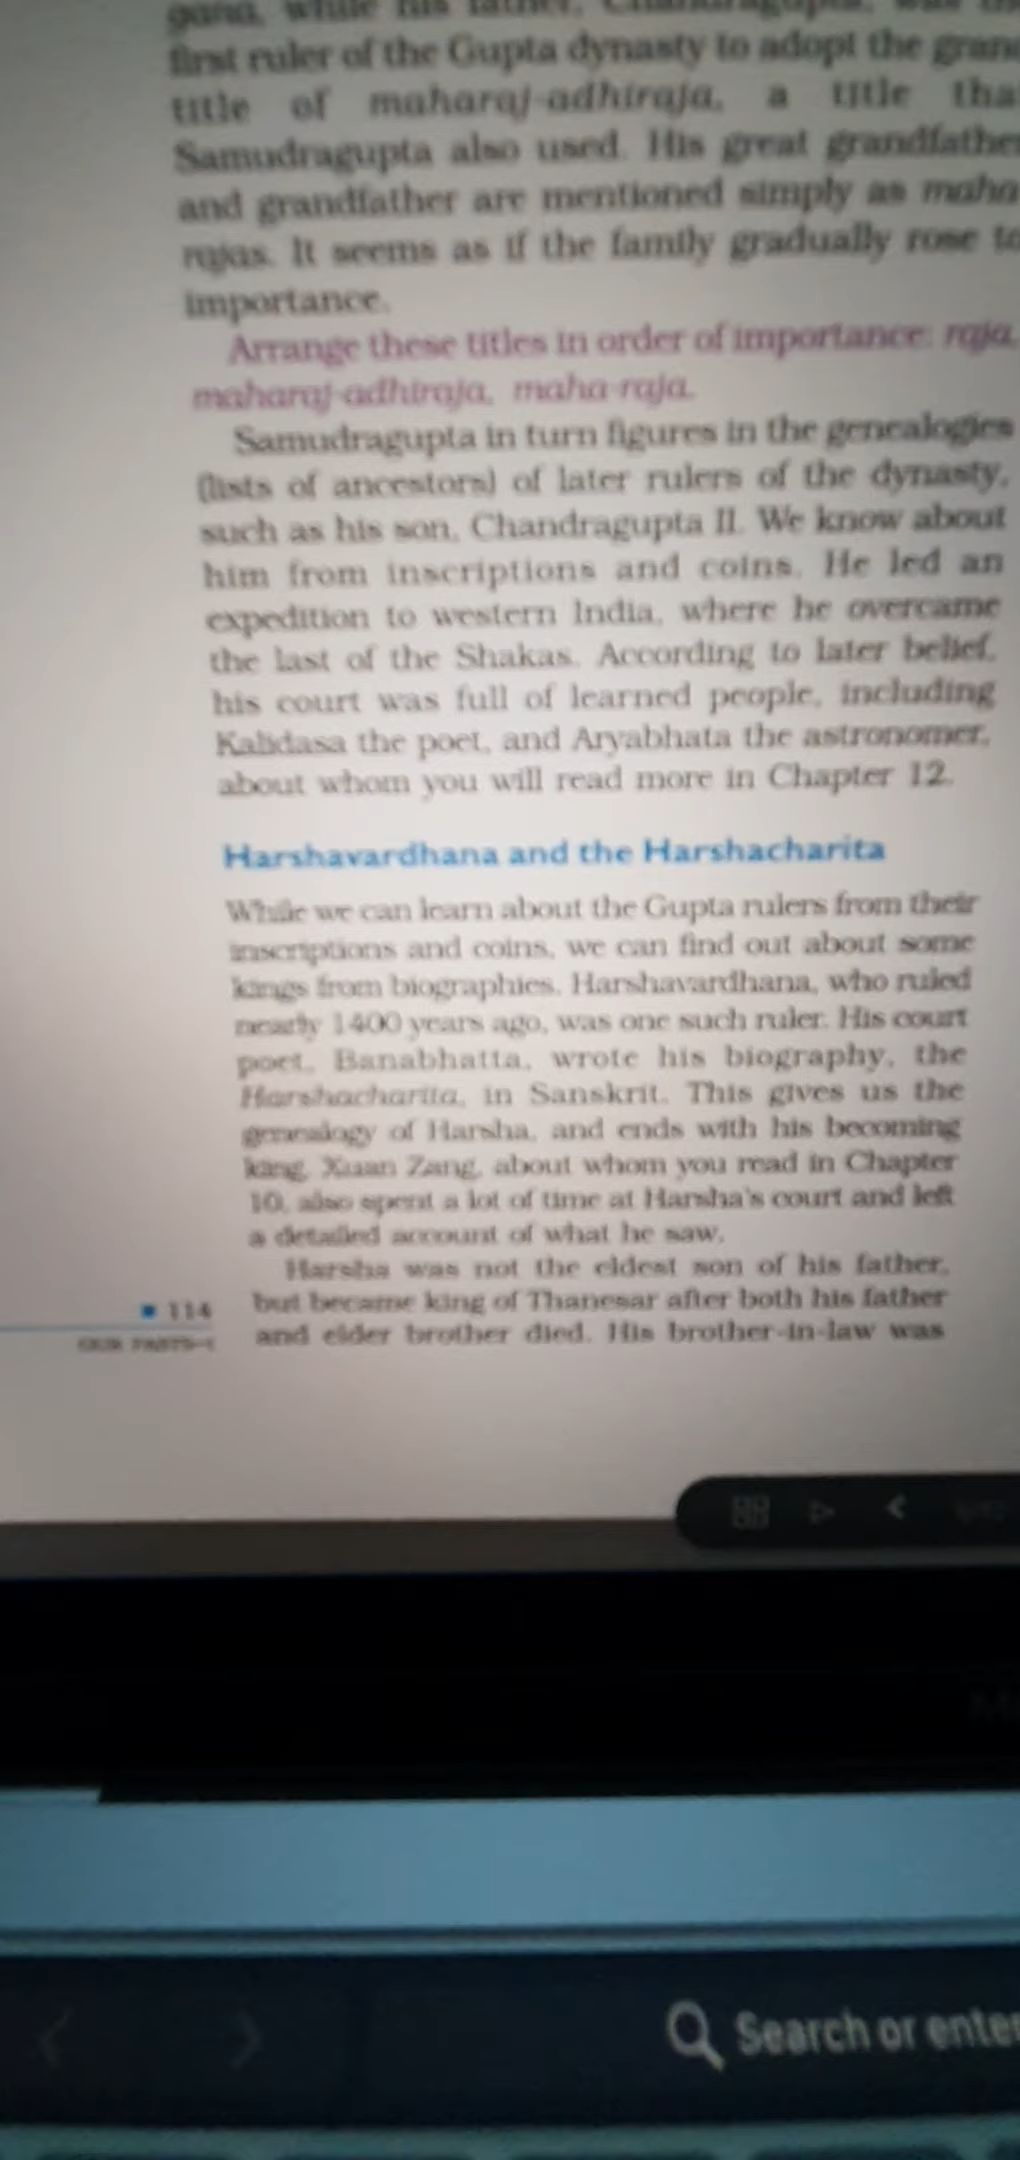 gana, while his father, Chandragupta, was the
first ruler of the Gupta dynasty to adopt the gran
title of maharaj-adhiraja, a title tha
Samudragupta also used. His great grandfather
and grandfather are mentioned simply as maha
rajas. It seems as if the family gradually rose to
importance.
Arrange these titles in order of importance: raja,
maharaj-adhiraja, maha-raja.
Samudragupta in turn figures in the genealogies
(lists of ancestors) of later rulers of the dynasty,
such as his son, Chandragupta II. We know about
him from inscriptions and coins. He led an
expedition to western India, where he overcame
the last of the Shakas. According to later belief,
his court was full of learned people, including
Kalidasa the poet, and Aryabhata the astronomer,
about whom you will read more in Chapter 12.
Harshavardhana and the Harshacharita
While we can learn about the Gupta rulers from their
inscriptions and coins, we can find out about some
kings from biographies. Harshavardhana, who ruled
nearly 1400 years ago, was one such ruler. His court
poet, Banabhatta, wrote his biography, the
Harshacharita, in Sanskrit. This gives us the
genealogy of Harsha, and ends with his becoming
king. Xuan Zang, about whom you read in Chapter
10, also spent a lot of time at Harsha's court and left
a detailed account of what he saw.
Harsha was not the eldest son of his father,
but became king of Thanesar after both his father
and elder brother died. His brother-in-law was
114
OUR PASTS–I
Search or enter